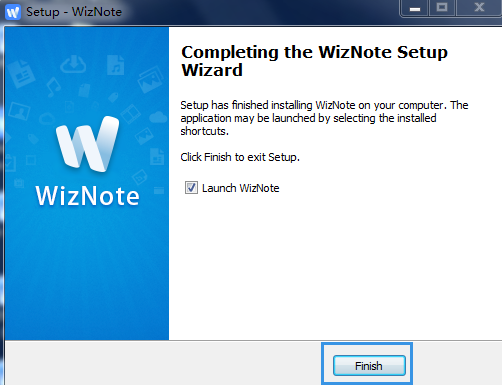 Setup - WizNote
Completing the WizNote Setup
Wizard
Setup has finished installing WizNote on your computer. The
application may be launched by selecting the installed
shortcuts.
Click Finish to exit Setup.
Launch WizNote
WizNote
Finish